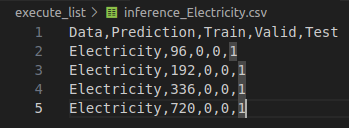 execute_list > inference_Electricity.csv
1 Data,Prediction,Train,Valid,Test
2 Electricity,96,0,0,1
3 Electricity,192,0,0,1
4 Electricity,336,0,0,1
5 Electricity,720,0,0,1